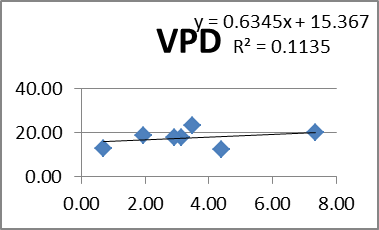 y = 0.6345x + 15.367
VPD
R² = 0.1135
40.00
20.00
0.00
0.00 2.00 4.00 6.00 8.00